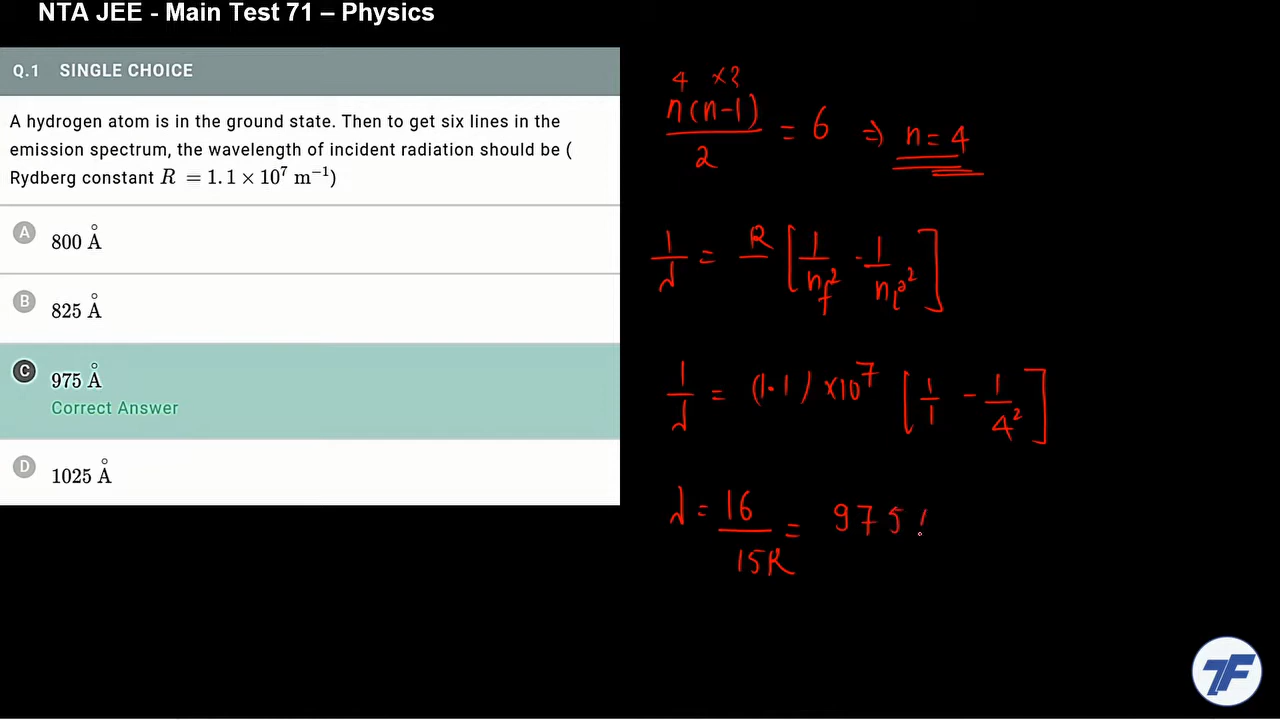 NTA JEE - Main Test 71 – Physics
Q.1 SINGLE CHOICE
A hydrogen atom is in the ground state. Then to get six lines in the
emission spectrum, the wavelength of incident radiation should be (
Rydberg constant R = 1.1 × 10⁷ m⁻¹)
A 800 Å
B 825 Å
C 975 Å
Correct Answer
D 1025 Å
4 ×3
n(n-1)/2 = 6 ⇒ n = 4
1/λ = R [1/n_f² - 1/n_i²]
1/λ = (1.1) ×10⁷ [1/1 - 1/4²]
λ = 16/15R = 975
TF